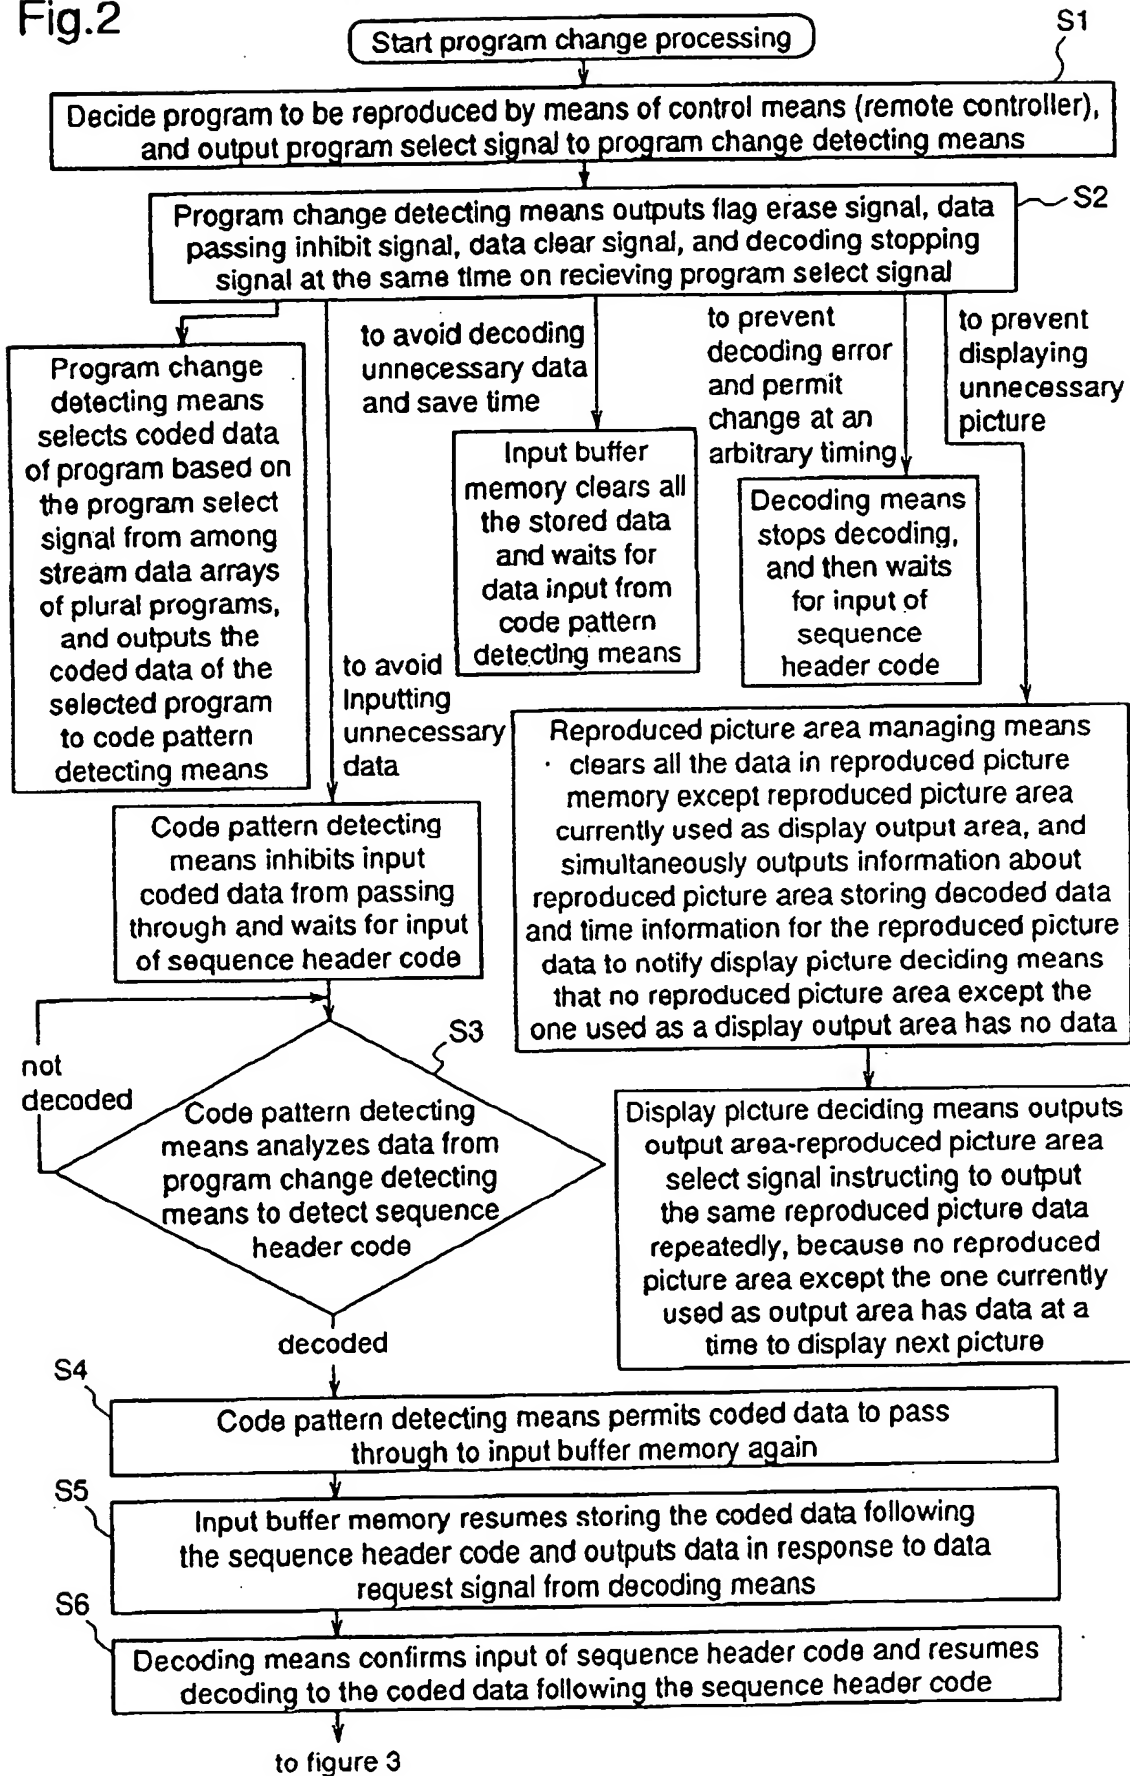 Fig.2
Start program change processing
S1
Decide program to be reproduced by means of control means (remote controller),
and output program select signal to program change detecting means
S2
Program change detecting means outputs flag erase signal, data
passing inhibit signal, data clear signal, and decoding stopping
signal at the same time on recieving program select signal
Program change
detecting means
selects coded data
of program based on
the program select
signal from among
stream data arrays
of plural programs,
and outputs the
coded data of the
selected program
to code pattern
detecting means
to avoid decoding
unnecessary data
and save time
Input buffer
memory clears all
the stored data
and waits for
data input from
code pattern
detecting means
to prevent
decoding error
and permit
change at an
arbitrary timing
Decoding means
stops decoding,
and then waits
for input of
sequence
header code
to prevent
displaying
unnecessary
picture
to avoid
Inputting
unnecessary
data
Code pattern detecting
means inhibits input
coded data from passing
through and waits for input
of sequence header code
Reproduced picture area managing means
clears all the data in reproduced picture
memory except reproduced picture area
currently used as display output area, and
simultaneously outputs information about
reproduced picture area storing decoded data
and time information for the reproduced picture
data to notify display picture deciding means
that no reproduced picture area except the
one used as a display output area has no data
S3
not
decoded
Code pattern detecting
means analyzes data from
program change detecting
means to detect sequence
header code
Display picture deciding means outputs
output area-reproduced picture area
select signal instructing to output
the same reproduced picture data
repeatedly, because no reproduced
picture area except the one currently
used as output area has data at a
time to display next picture
decoded
S4
Code pattern detecting means permits coded data to pass
through to input buffer memory again
S5
Input buffer memory resumes storing the coded data following
the sequence header code and outputs data in response to data
request signal from decoding means
S6
Decoding means confirms input of sequence header code and resumes
decoding to the coded data following the sequence header code
to figure 3